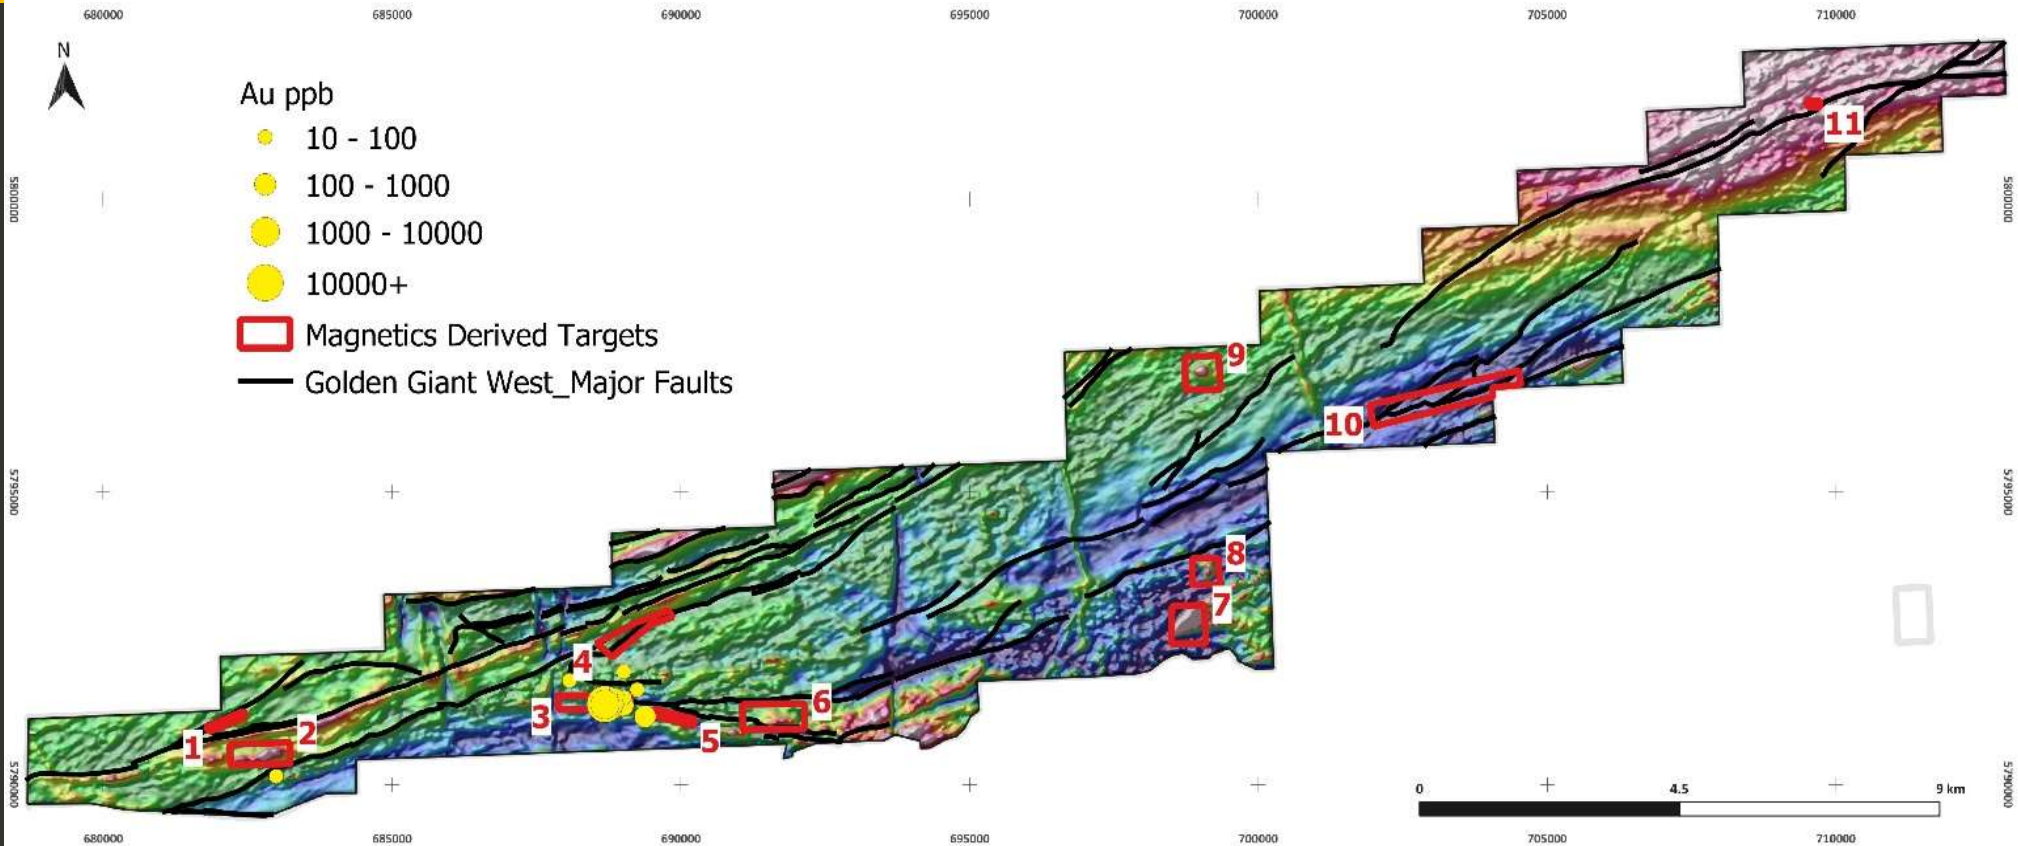 680000 685000 690000 695000 700000 705000 710000
N
Au ppb
10 - 100
100 - 1000
1000 - 10000
10000+
Magnetics Derived Targets
Golden Giant West_Major Faults
5800000 5800000
5795000 5795000
5790000 5790000
11
9
10
8
7
4
6
3
5
2
1
0 4.5 9 km
680000 685000 690000 695000 700000 705000 710000